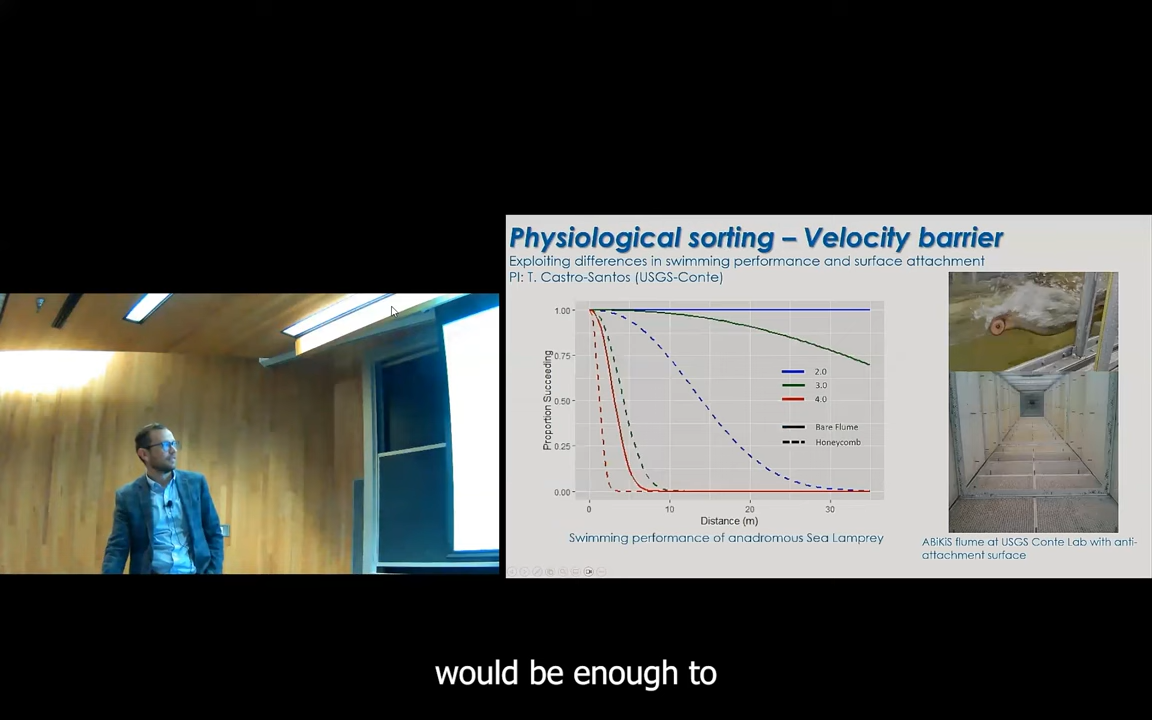 Physiological sorting – Velocity barrier
Exploiting differences in swimming performance and surface attachment
PI: T. Castro-Santos (USGS-Conte)
Proportion Succeeding
1.00
0.75
0.50
0.25
0.00
2.0
3.0
4.0
Bare Flume
Honeycomb
0
10
20
30
Distance (m)
Swimming performance of anadromous Sea Lamprey
ABiKiS flume at USGS Conte Lab with anti-
attachment surface
would be enough to